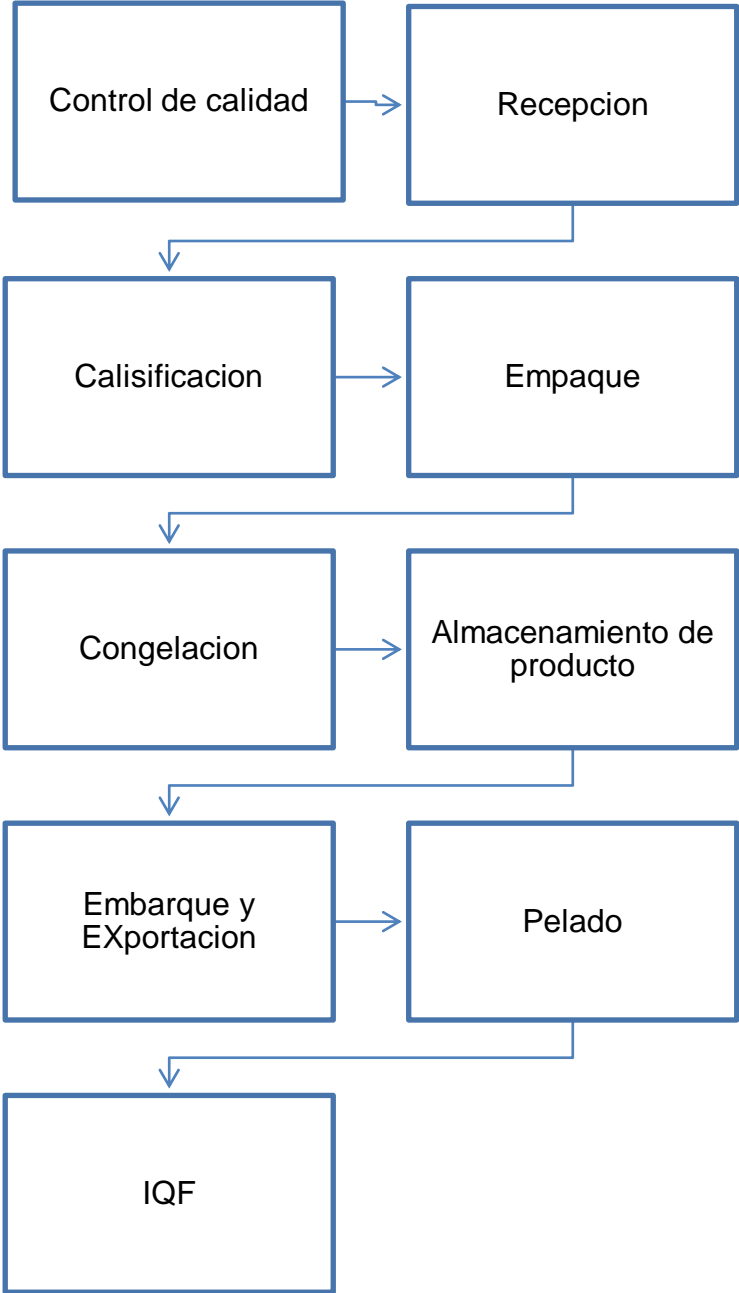 Control de calidad
Recepcion
Calisificacion
Empaque
Congelacion
Almacenamiento de
producto
Embarque y
EXportacion
Pelado
IQF